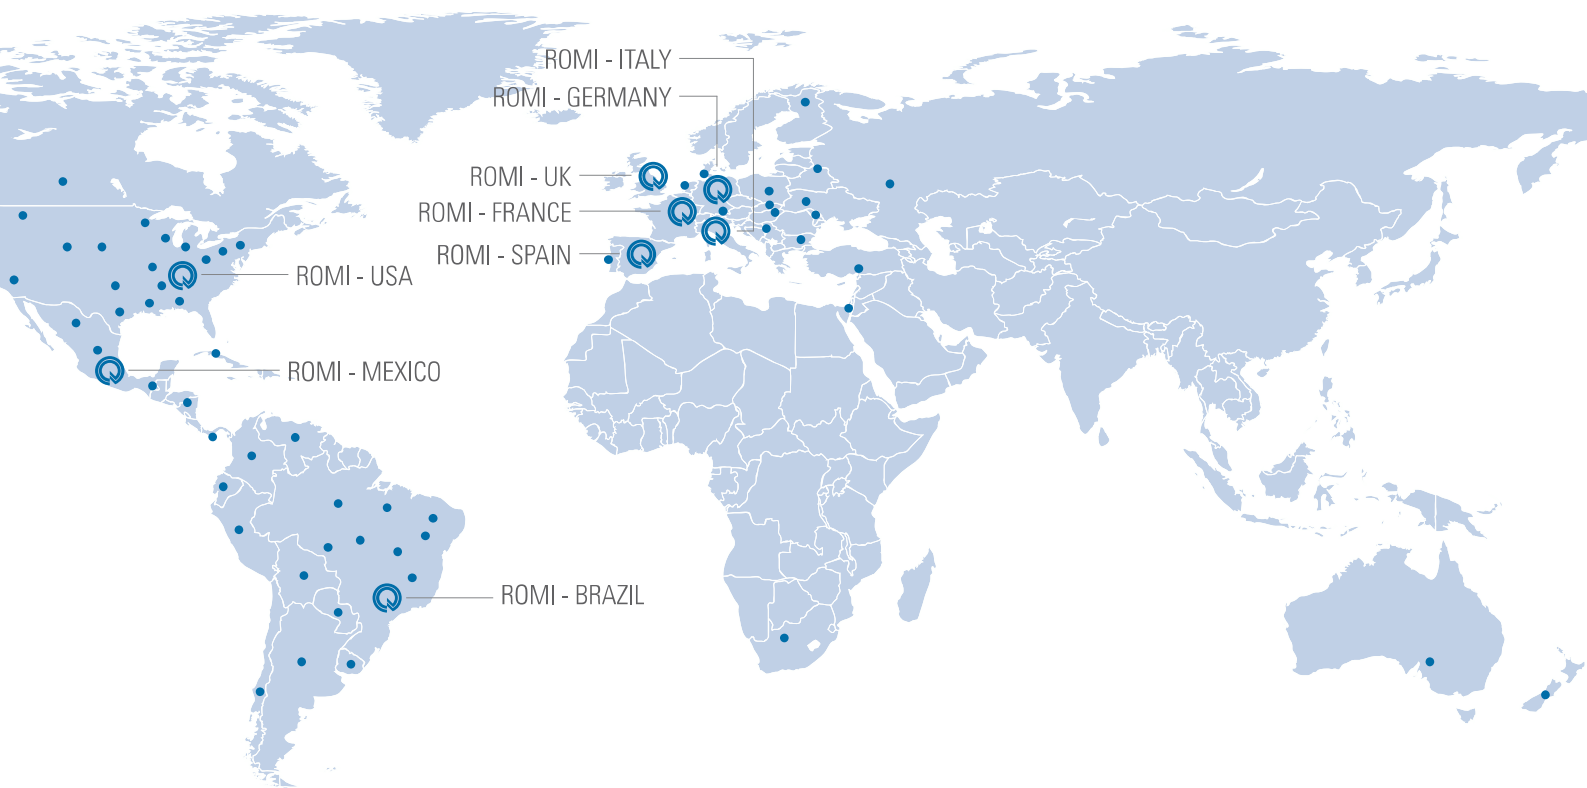 ROMI - ITALY
ROMI - GERMANY
ROMI - UK
ROMI - FRANCE
ROMI - SPAIN
ROMI - USA
ROMI - MEXICO
ROMI - BRAZIL